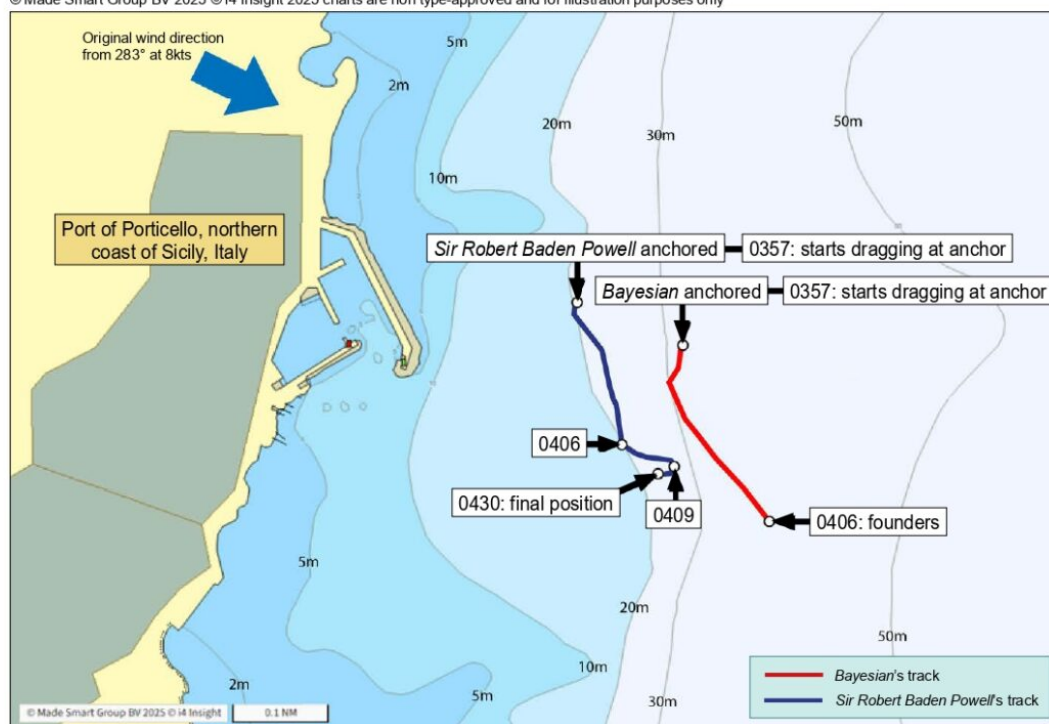 © Made Smart Group BV 2025 © i4 Insight 2025 charts are non type-approved and for illustration purposes only
Original wind direction
from 283° at 8kts
5m
2m
20m
30m
50m
10m
Port of Porticello, northern
coast of Sicily, Italy
Sir Robert Baden Powell anchored
0357: starts dragging at anchor
Bayesian anchored
0357: starts dragging at anchor
0406
0430: final position
0409
0406: founders
5m
20m
50m
10m
2m
5m
30m
Bayesian's track
Sir Robert Baden Powell's track
© Made Smart Group BV 2025 © i4 Insight
0.1 NM